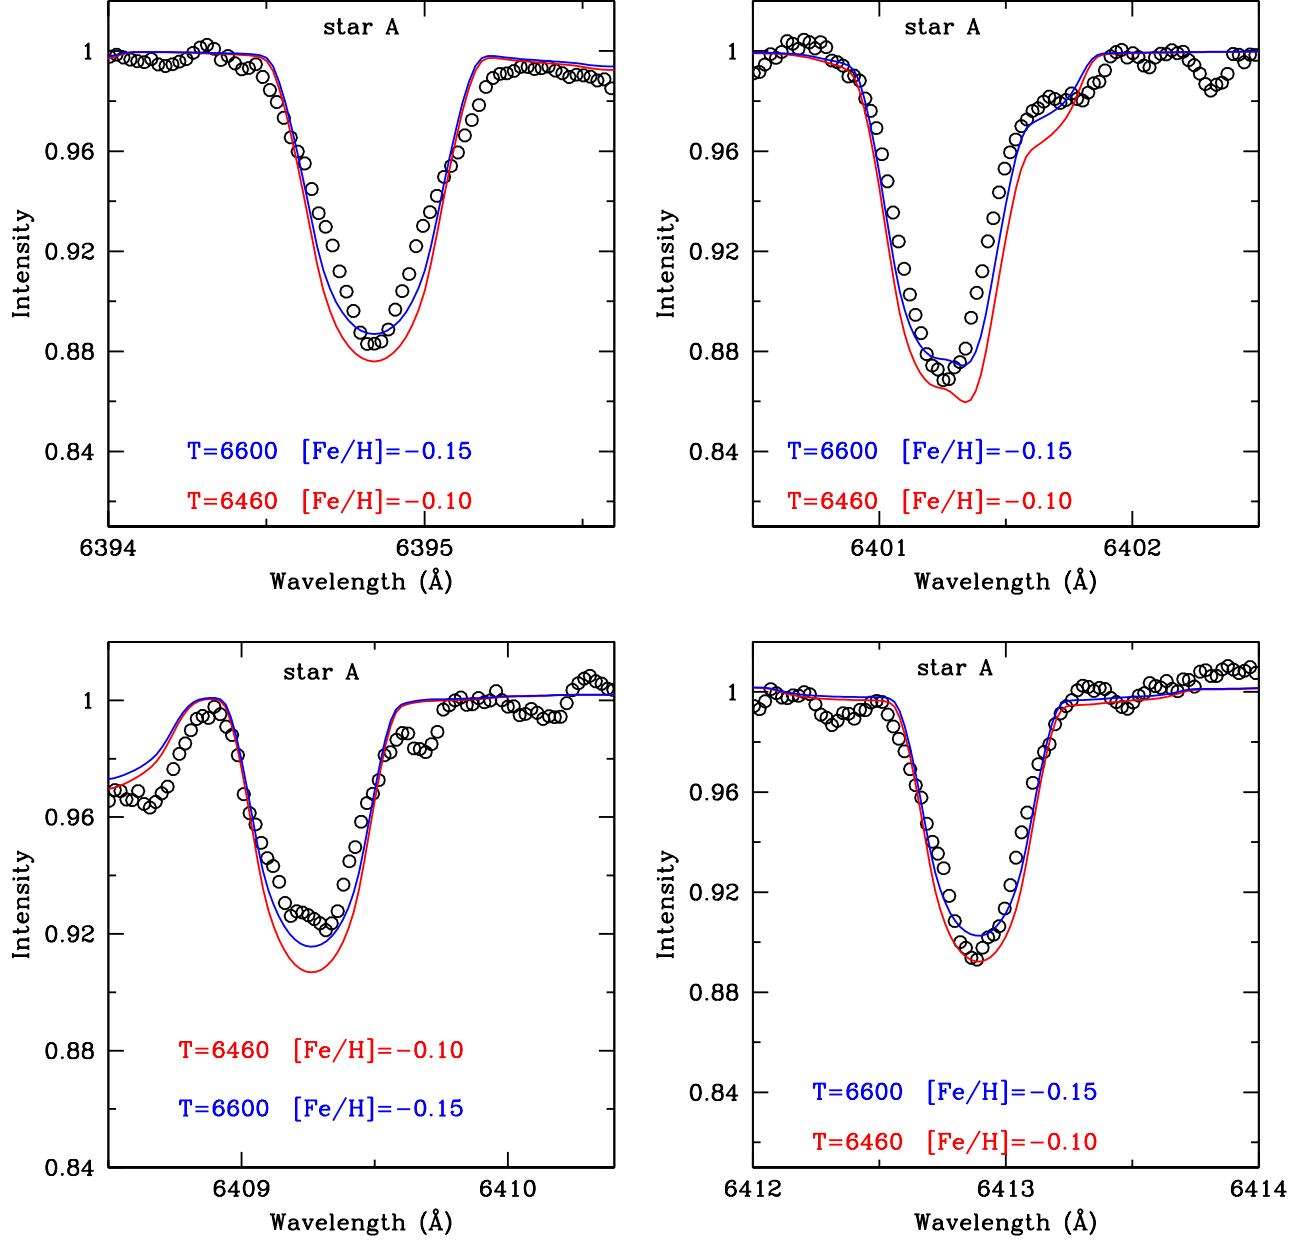 star A
1
0.96
0.92
0.88
0.84
Intensity
T=6600 [Fe/H]=−0.15
T=6460 [Fe/H]=−0.10
6394
6395
Wavelength (Å)
star A
1
0.96
0.92
0.88
0.84
Intensity
T=6600 [Fe/H]=−0.15
T=6460 [Fe/H]=−0.10
6401
6402
Wavelength (Å)
star A
1
0.96
0.92
0.88
0.84
Intensity
T=6460 [Fe/H]=−0.10
T=6600 [Fe/H]=−0.15
6409
6410
Wavelength (Å)
star A
1
0.96
0.92
0.88
0.84
Intensity
T=6600 [Fe/H]=−0.15
T=6460 [Fe/H]=−0.10
6412
6413
6414
Wavelength (Å)